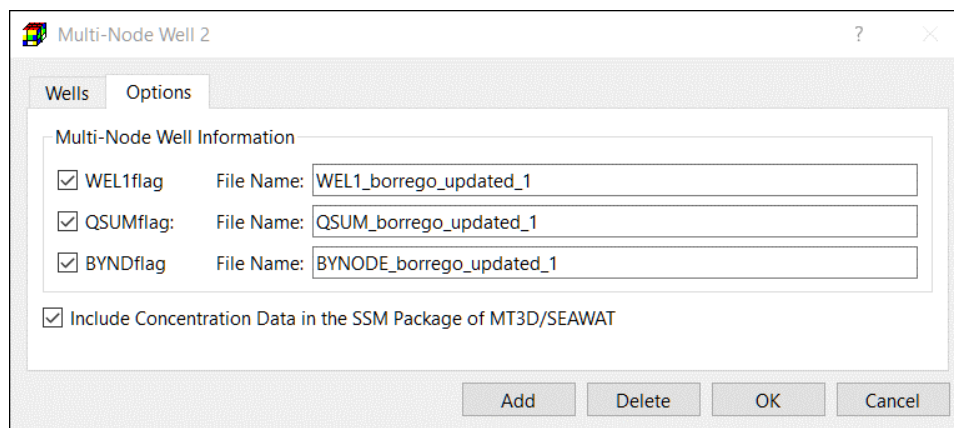 Multi-Node Well 2 ?
Wells Options
Multi-Node Well Information
WEL1flag File Name: WEL1_borrego_updated_1
QSUMflag: File Name: QSUM_borrego_updated_1
BYNDflag File Name: BYNODE_borrego_updated_1
Include Concentration Data in the SSM Package of MT3D/SEAWAT
Add Delete OK Cancel